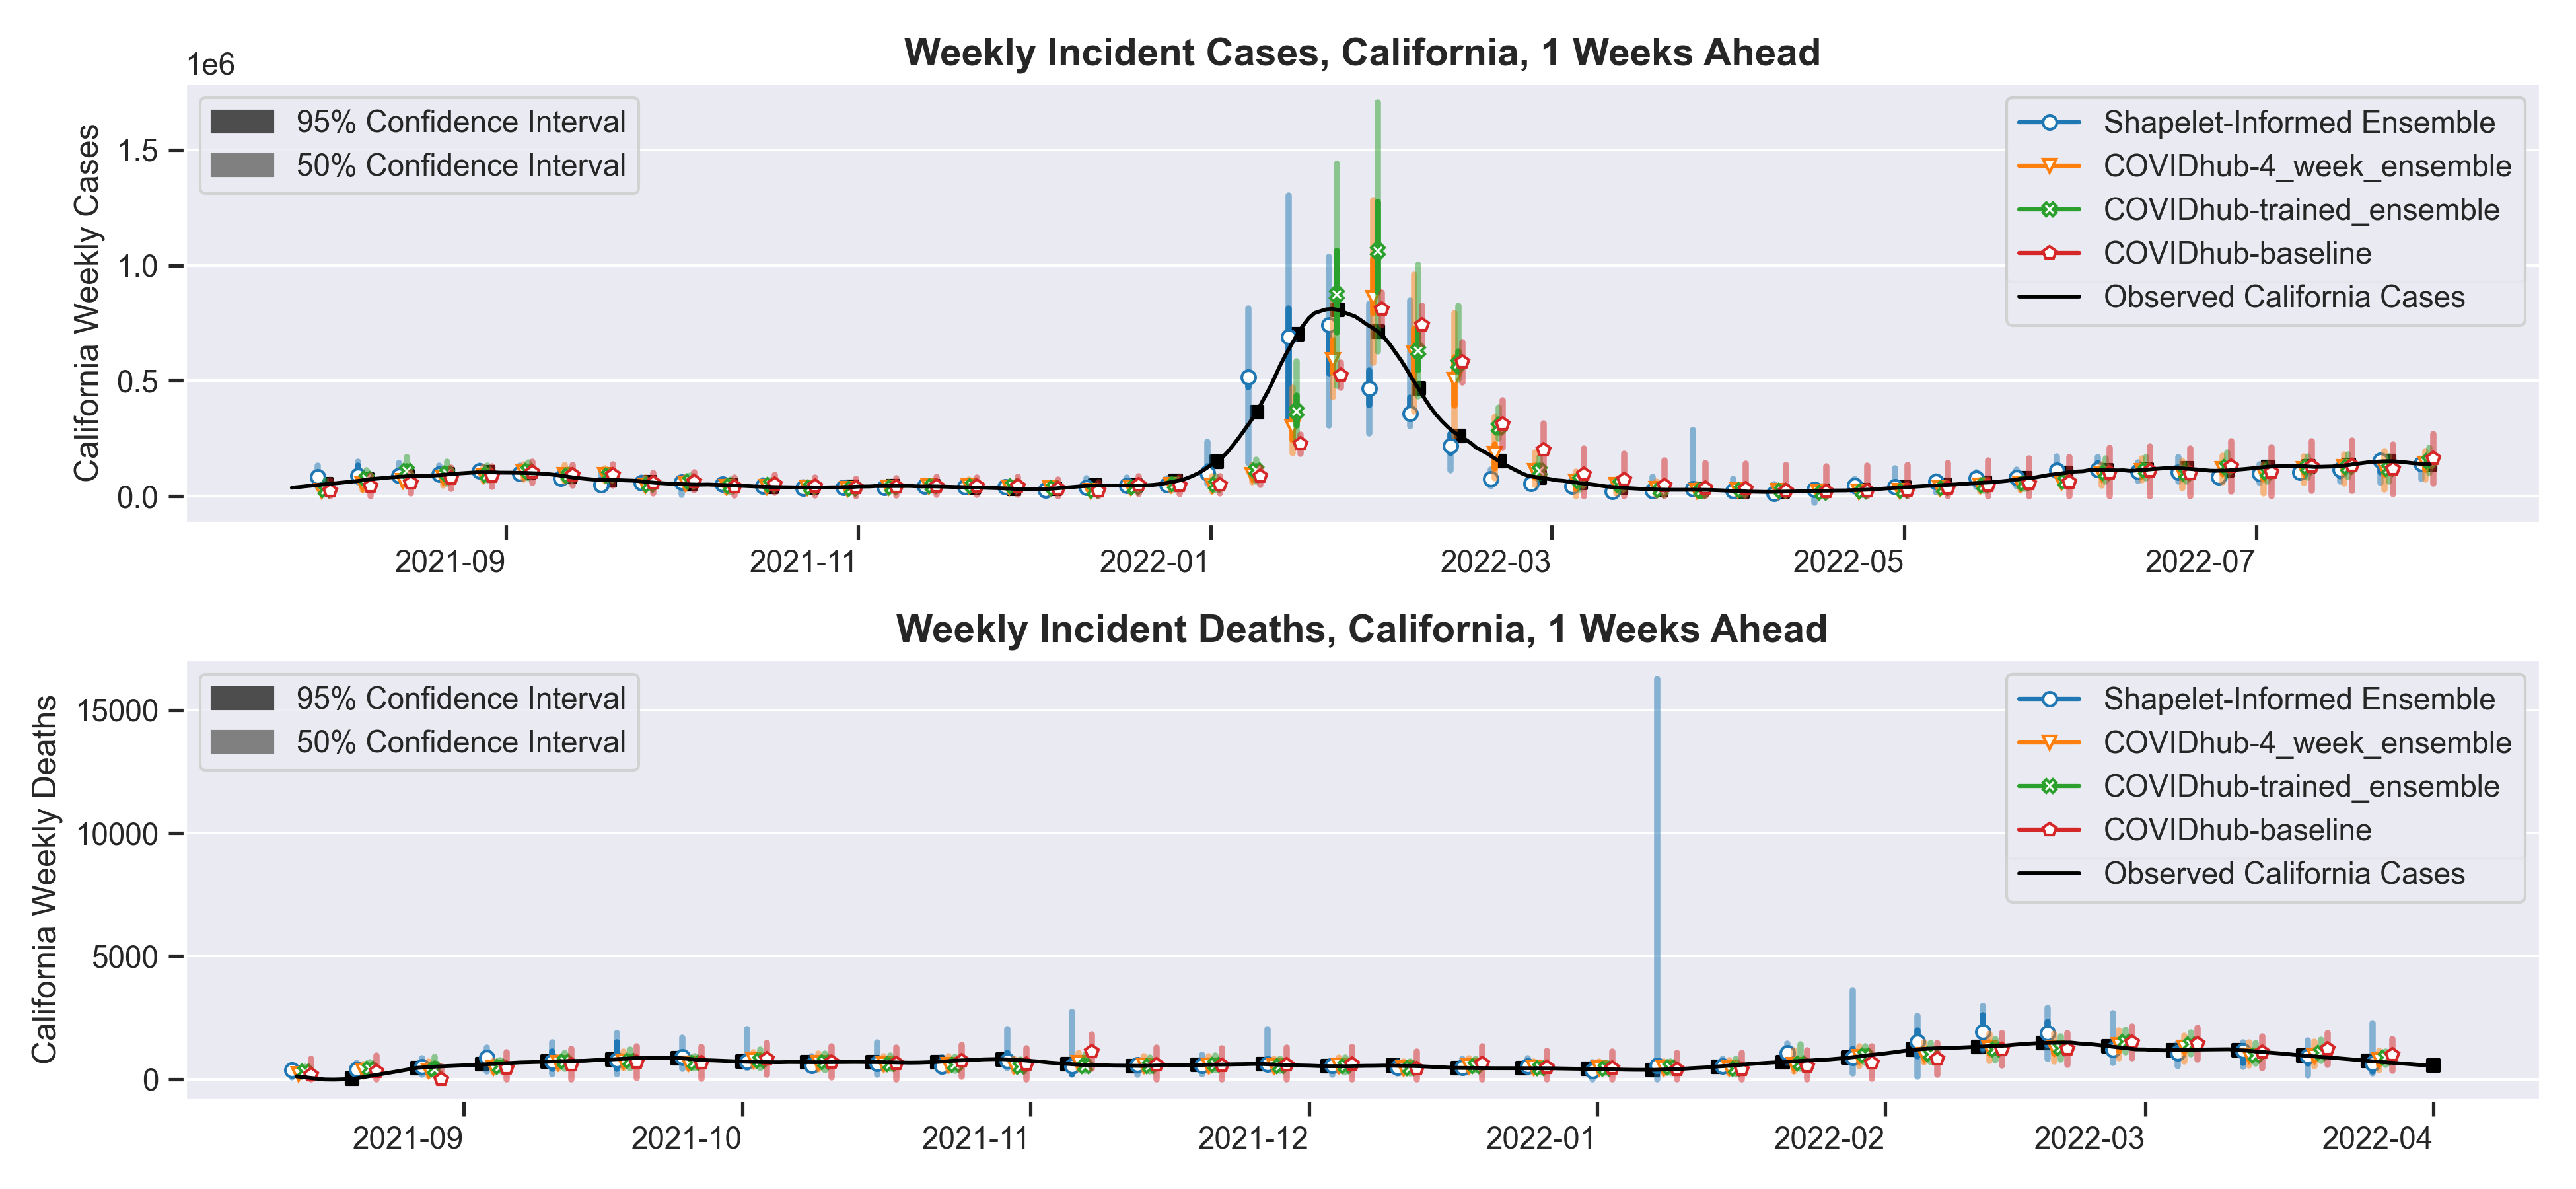 Weekly Incident Cases, California, 1 Weeks Ahead
1e6
95% Confidence Interval
50% Confidence Interval
Shapelet-Informed Ensemble
COVIDhub-4_week_ensemble
COVIDhub-trained_ensemble
COVIDhub-baseline
Observed California Cases
California Weekly Cases
1.5
1.0
0.5
0.0
2021-09
2021-11
2022-01
2022-03
2022-05
2022-07
Weekly Incident Deaths, California, 1 Weeks Ahead
95% Confidence Interval
50% Confidence Interval
Shapelet-Informed Ensemble
COVIDhub-4_week_ensemble
COVIDhub-trained_ensemble
COVIDhub-baseline
Observed California Cases
California Weekly Deaths
15000
10000
5000
0
2021-09
2021-10
2021-11
2021-12
2022-01
2022-02
2022-03
2022-04